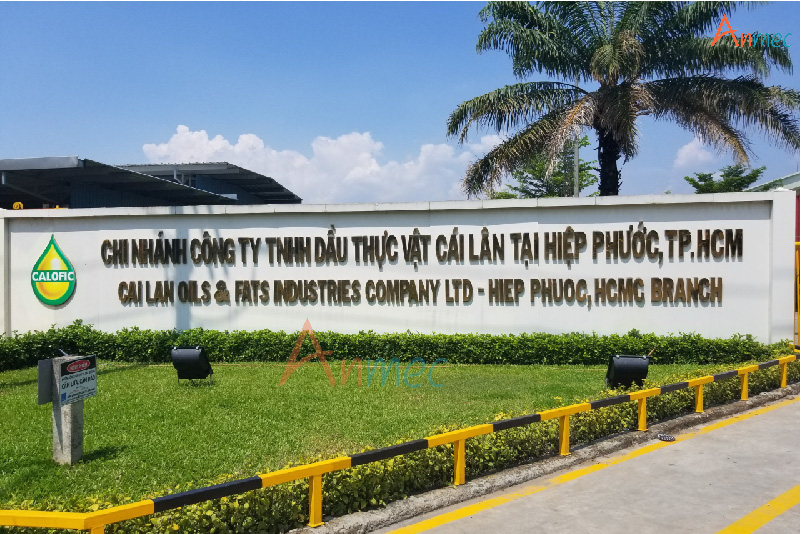 Anmec
CHI NHÁNH CÔNG TY TNHH DẦU THỰC VẬT CÁI LÂN TẠI HIỆP PHƯỚC, TP.HCM
CALOFIC
CAI LAN OILS & FATS INDUSTRIES COMPANY LTD - HIEP PHUOC, HCMC BRANCH
Anmec